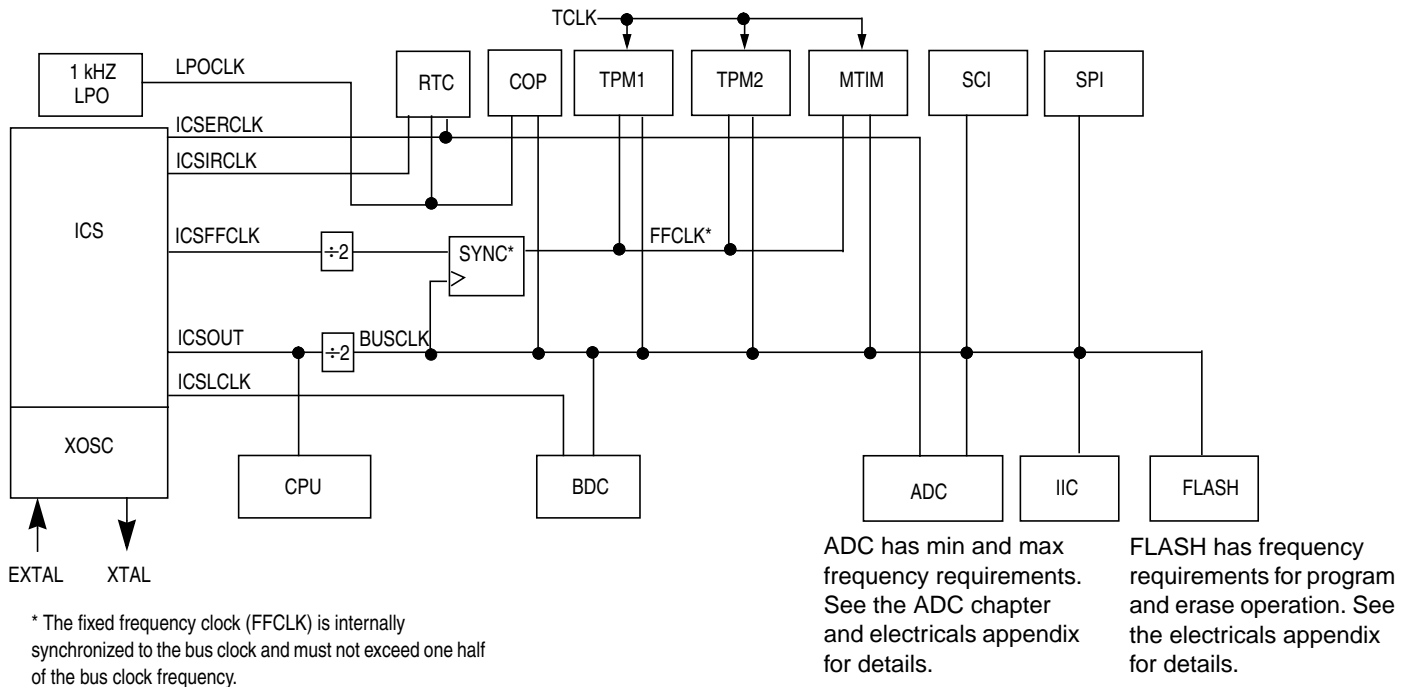 TCLK
1 kHZ
LPO
LPOCLK
RTC
COP
TPM1
TPM2
MTIM
SCI
SPI
ICSERCLK
ICSIRCLK
ICS
ICSFFCLK
÷2
SYNC*
FFCLK*
ICSOUT
÷2
BUSCLK
ICSLCLK
XOSC
CPU
BDC
ADC
IIC
FLASH
EXTAL
XTAL
ADC has min and max
frequency requirements.
See the ADC chapter
and electricals appendix
for details.
FLASH has frequency
requirements for program
and erase operation. See
the electricals appendix
for details.
* The fixed frequency clock (FFCLK) is internally
synchronized to the bus clock and must not exceed one half
of the bus clock frequency.